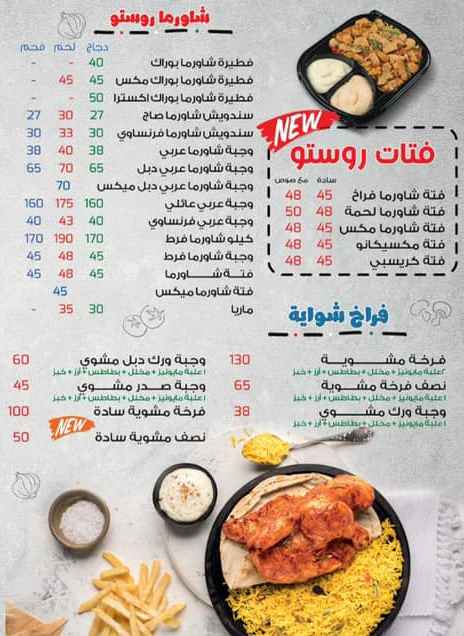 شاورما روستو
دجاج لحم فحم
فطيرة شاورما بوراك 40 - -
فطيرة شاورما بوراك مكس 45 45 -
فطيرة شاورما بوراك اكسترا 50 - -
سندويش شاورما صاج 27 30 27
سندويش شاورما فرنساوي 30 33 30
وجبة شاورما عربي 38 40 38
وجبة شاورما عربي دبل 65 70 65
وجبة شاورما عربي دبل ميكس 70
وجبة عربي عائلي 160 175 160
وجبة عربي فرنساوي 40 43 40
كيلو شاورما فرط 170 190 170
وجبة شاورما فرط 45 48 45
فتة شاورما 45 48 45
فتة شاورما ميكس 45
ماريا 30 35 -
NEW
فتات روستو
سادة مع صوص
فتة شاورما فراخ 45 48
فتة شاورما لحمة 48 50
فتة شاورما مكس 45 48
فتة مكسيكانو 45 48
فتة كريسبي 45 48
فراخ شواية
فرخة مشوية 130
٢علبة مايونيز + مخلل + بطاطس + أرز + خبز
نصف فرخة مشوية 65
١علبة مايونيز + مخلل + بطاطس + أرز + خبز
وجبة ورك مشوي 38
١علبة مايونيز + مخلل + بطاطس + أرز + خبز
وجبة ورك دبل مشوي 60
١علبة مايونيز + مخلل + بطاطس + أرز + خبز
وجبة صدر مشوي 45
١علبة مايونيز + مخلل + بطاطس + أرز + خبز
فرخة مشوية سادة 100
NEW
نصف مشوية سادة 50